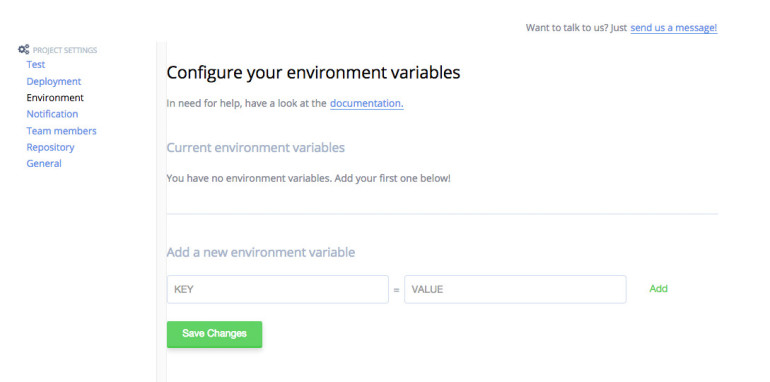 Want to talk to us? Just send us a message!
PROJECT SETTINGS
Test
Deployment
Environment
Notification
Team members
Repository
General
Configure your environment variables
In need for help, have a look at the documentation.
Current environment variables
You have no environment variables. Add your first one below!
Add a new environment variable
KEY = VALUE Add
Save Changes